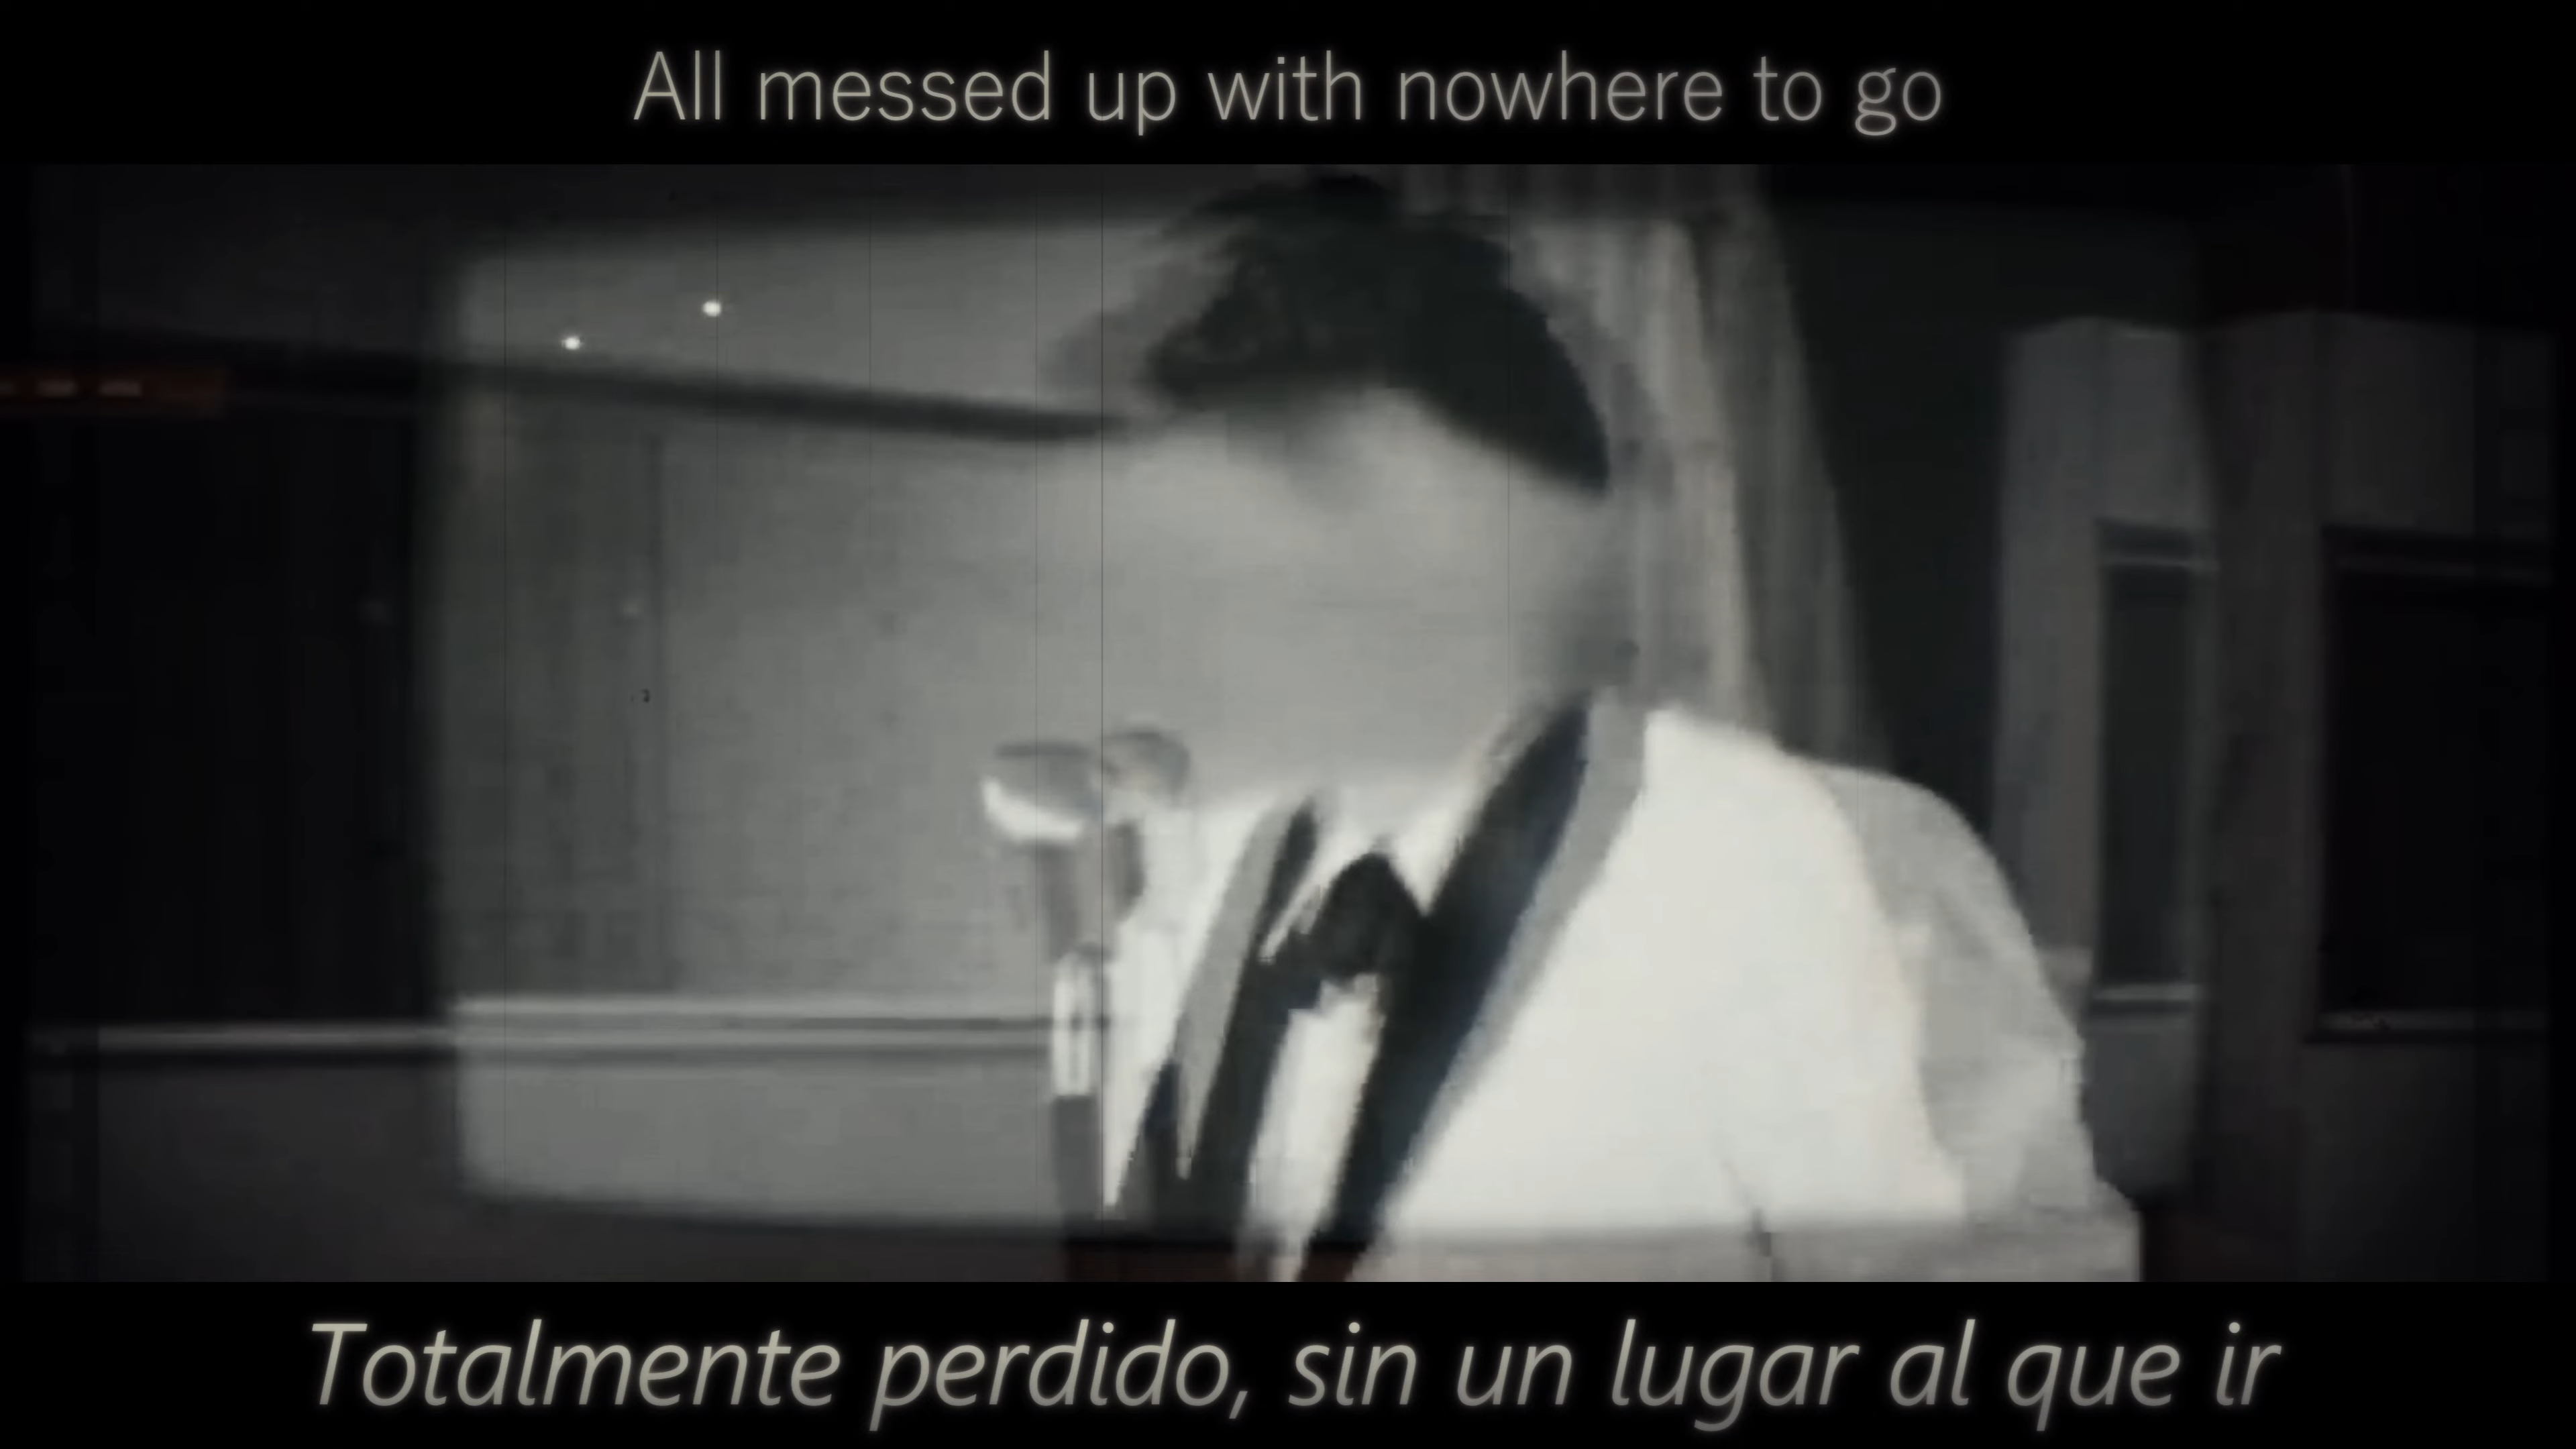 All messed up with nowhere to go
Totalmente perdido, sin un lugar al que ir